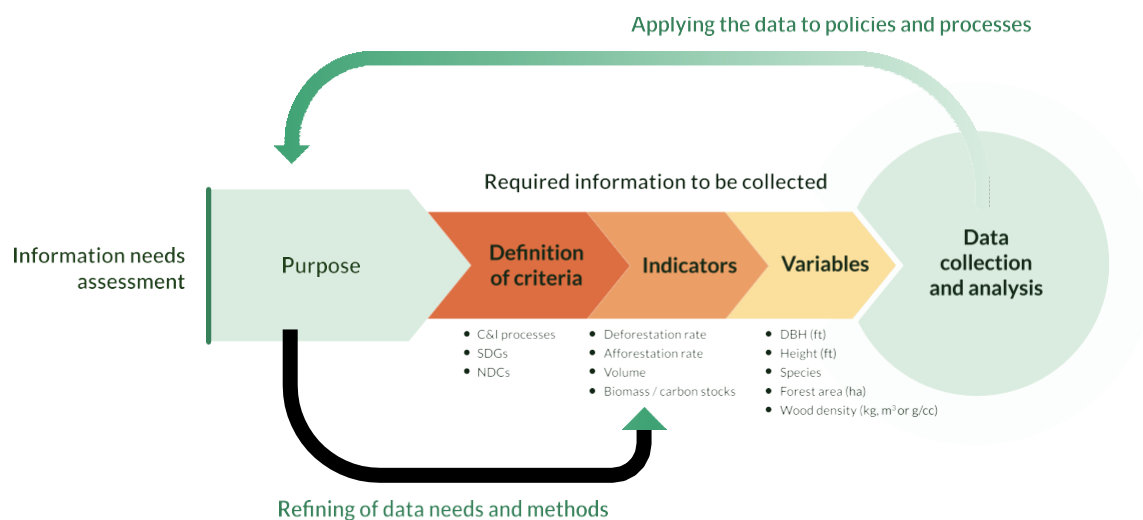 Applying the data to policies and processes
Required information to be collected
Information needs
assessment
Purpose
Definition
of criteria
Indicators
Variables
Data
collection
and analysis
• C&I processes
• SDGs
• NDCs
• Deforestation rate
• Afforestation rate
• Volume
• Biomass / carbon stocks
• DBH (ft)
• Height (ft)
• Species
• Forest area (ha)
• Wood density (kg, m³ or g/cc)
Refining of data needs and methods